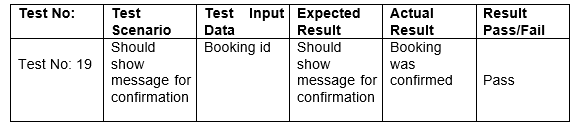 Test No: Test Scenario Test Input Data Expected Result Actual Result Result Pass/Fail
Test No: 19 Should show message for confirmation Booking id Should show message for confirmation Booking was confirmed Pass